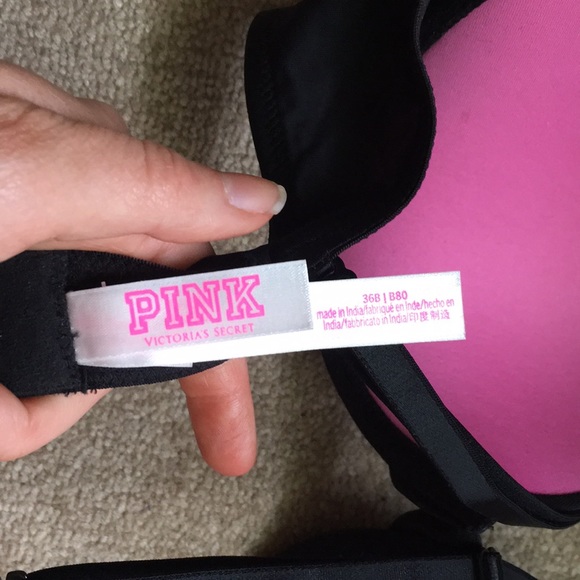 PINK
VICTORIA'S SECRET
36B | B80
made in India/fabriqué en Inde/hecho en
India/fabbricato in India/印度制造